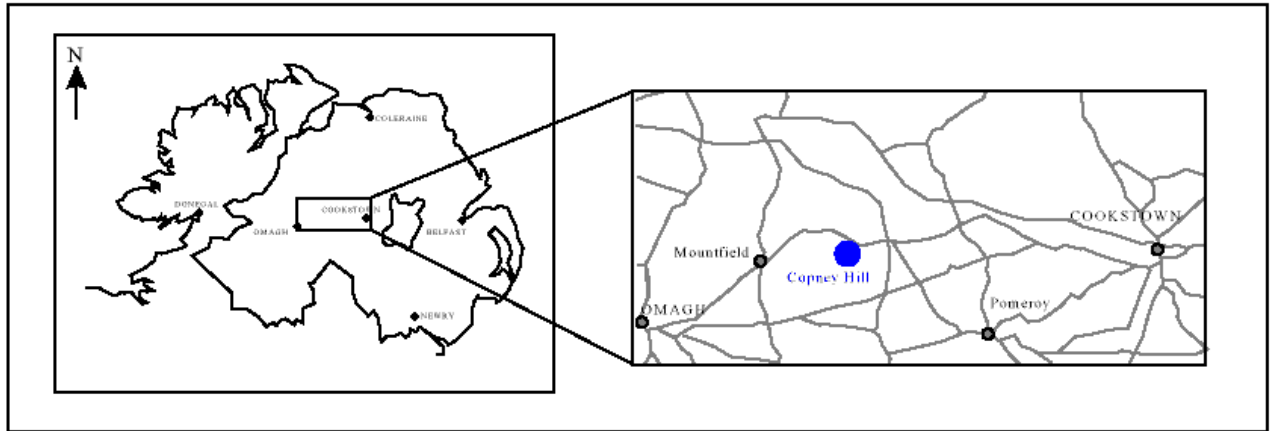 N
COLERAINE
DONEGAL
COOKSTOWN
OMAGH
BELFAST
NEWRY
COOKSTOWN
Mountfield
Copney Hill
OMAGH
Pomeroy